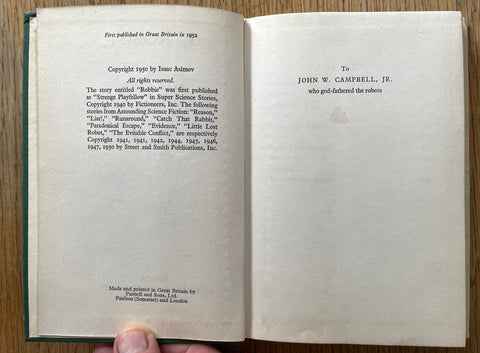 First published in Great Britain in 1952
Copyright 1950 by Isaac Asimov
All rights reserved.
The story entitled "Robbie" was first published
as "Strange Playfellow" in Super Science Stories,
Copyright 1940 by Fictioneers, Inc. The following
stories from Astounding Science Fiction: "Reason,"
"Liar!," "Runaround," "Catch That Rabbit,"
"Paradoxical Escape," "Evidence," "Little Lost
Robot," "The Evitable Conflict," are respectively
Copyright 1941, 1941, 1942, 1944, 1945, 1946,
1947, 1950 by Street and Smith Publications, Inc.
Made and printed in Great Britain by
Purnell and Sons, Ltd.
Paulton (Somerset) and London
To
JOHN W. CAMPBELL, JR.
who god-fathered the robots